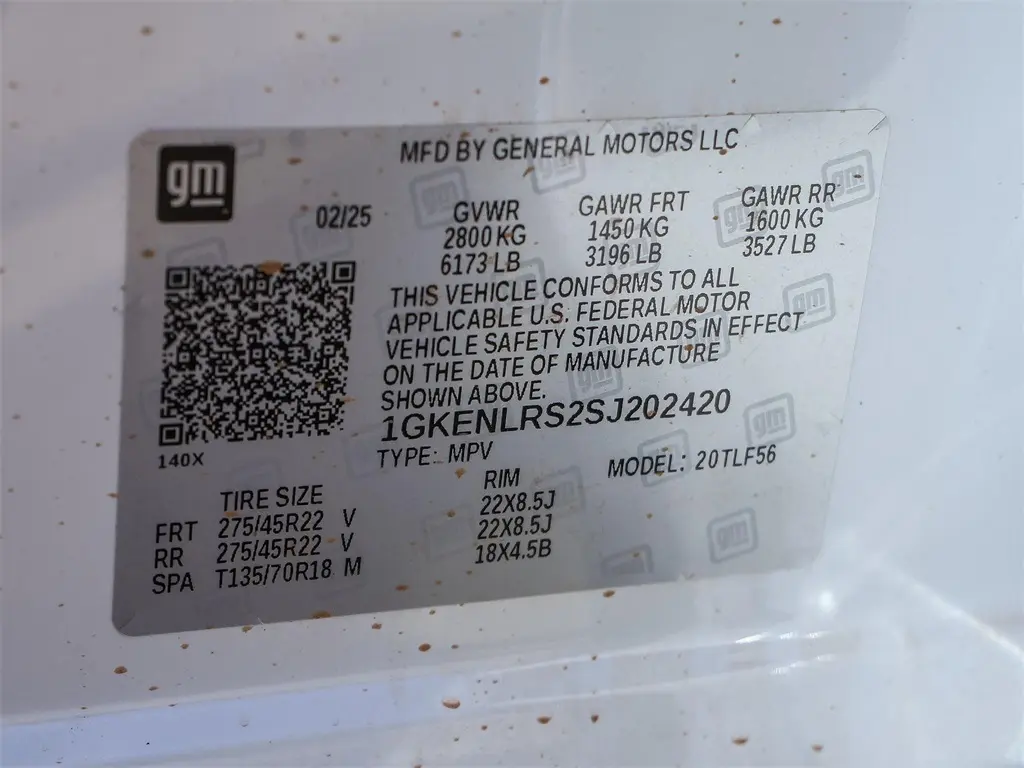 gm
MFD BY GENERAL MOTORS LLC
02/25
GVWR GAWR FRT GAWR RR
2800 KG 1450 KG 1600 KG
6173 LB 3196 LB 3527 LB
THIS VEHICLE CONFORMS TO ALL
APPLICABLE U.S. FEDERAL MOTOR
VEHICLE SAFETY STANDARDS IN EFFECT
ON THE DATE OF MANUFACTURE
SHOWN ABOVE.
1GKENLRS2SJ202420
140X
TYPE: MPV MODEL: 20TLF56
TIRE SIZE RIM
FRT 275/45R22 V 22X8.5J
RR 275/45R22 V 22X8.5J
SPA T135/70R18 M 18X4.5B